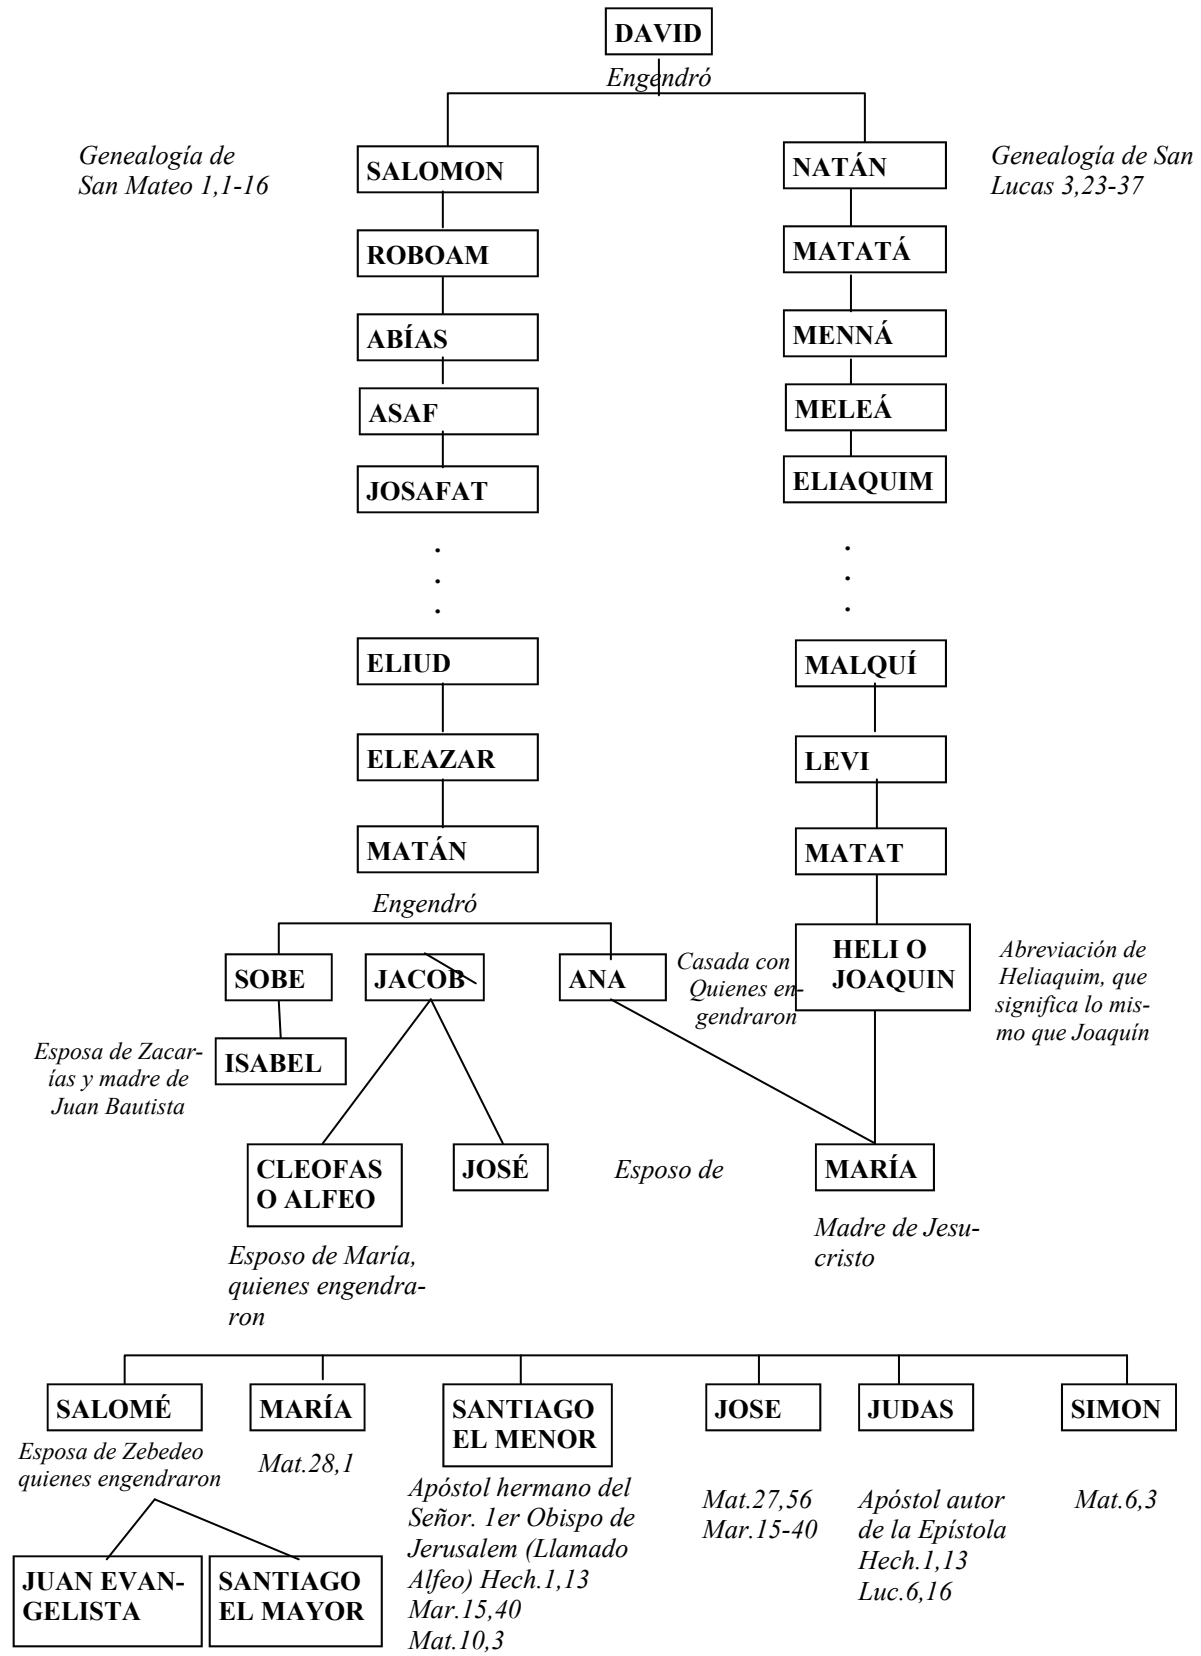 DAVID
Engendró
Genealogía de
San Mateo 1,1-16
SALOMON
NATÁN
Genealogía de San
Lucas 3,23-37
ROBOAM
MATATÁ
ABÍAS
MENNÁ
ASAF
MELEÁ
JOSAFAT
ELIAQUIM
.
.
.
.
.
.
ELIUD
MALQUÍ
ELEAZAR
LEVI
MATÁN
MATAT
Engendró
SOBE
JACOB
ANA
Casada con
Quienes en-
gendraron
HELI O
JOAQUIN
Abreviación de
Heliaquim, que
significa lo mis-
mo que Joaquín
Esposa de Zacar-
ías y madre de
Juan Bautista
ISABEL
CLEOFAS
O ALFEO
JOSÉ
Esposo de
MARÍA
Esposo de María,
quienes engendra-
ron
Madre de Jesu-
cristo
SALOMÉ
Esposa de Zebedeo
quienes engendraron
MARÍA
Mat.28,1
SANTIAGO
EL MENOR
Apóstol hermano del
Señor. 1er Obispo de
Jerusalem (Llamado
Alfeo) Hech.1,13
Mar.15,40
Mat.10,3
JOSE
Mat.27,56
Mar.15-40
JUDAS
Apóstol autor
de la Epístola
Hech.1,13
Luc.6,16
SIMON
Mat.6,3
JUAN EVAN-
GELISTA
SANTIAGO
EL MAYOR